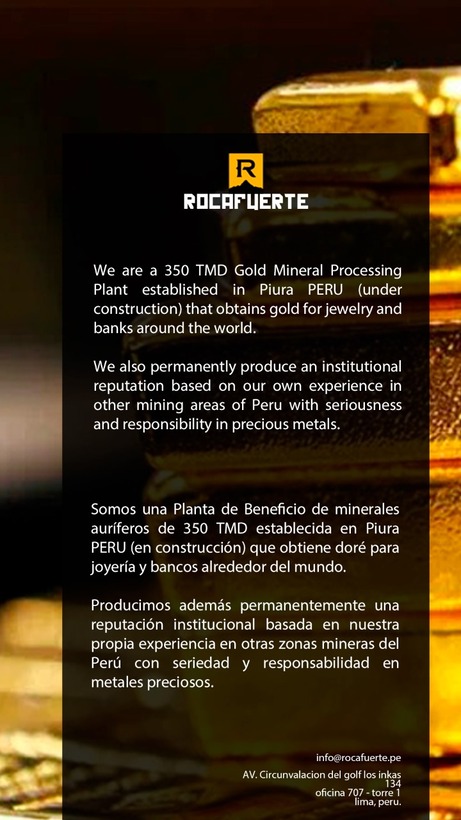 R
ROCAFUERTE
We are a 350 TMD Gold Mineral Processing
Plant established in Piura PERU (under
construction) that obtains gold for jewelry and
banks around the world.
We also permanently produce an institutional
reputation based on our own experience in
other mining areas of Peru with seriousness
and responsibility in precious metals.
Somos una Planta de Beneficio de minerales
auríferos de 350 TMD establecida en Piura
PERU (en construcción) que obtiene doré para
joyería y bancos alrededor del mundo.
Producimos además permanentemente una
reputación institucional basada en nuestra
propia experiencia en otras zonas mineras del
Perú con seriedad y responsabilidad en
metales preciosos.
info@rocafuerte.pe
AV. Circunvalacion del golf los inkas
134
oficina 707 - torre 1
lima, peru.